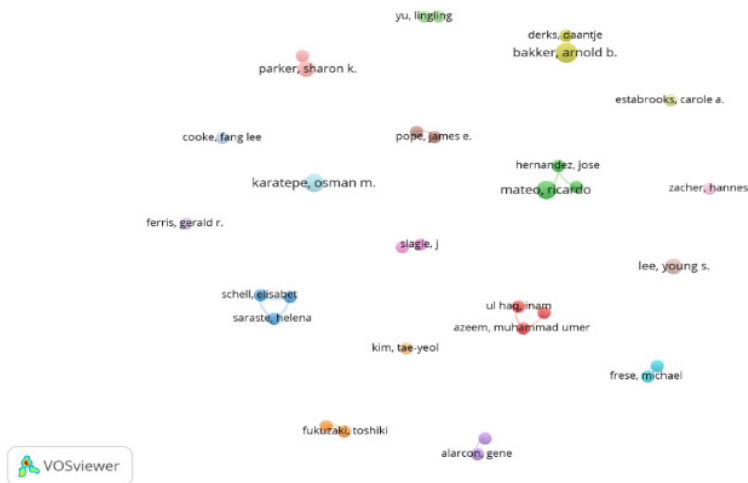 yu, lingling
derks, daantje
bakker, arnold b.
parker, sharon k.
estabrooks, carole a.
cooke, fang lee
pope, james e.
hernandez, jose
karatepe, osman m.
mateo, ricardo
zacher, hannes
ferris, gerald r.
slagle, j
lee, young s.
schell, elisabet
ul haq, inam
saraste, helena
azeem, muhammad umer
kim, tae-yeol
frese, michael
fukuzaki, toshiki
alarcon, gene
VOSviewer